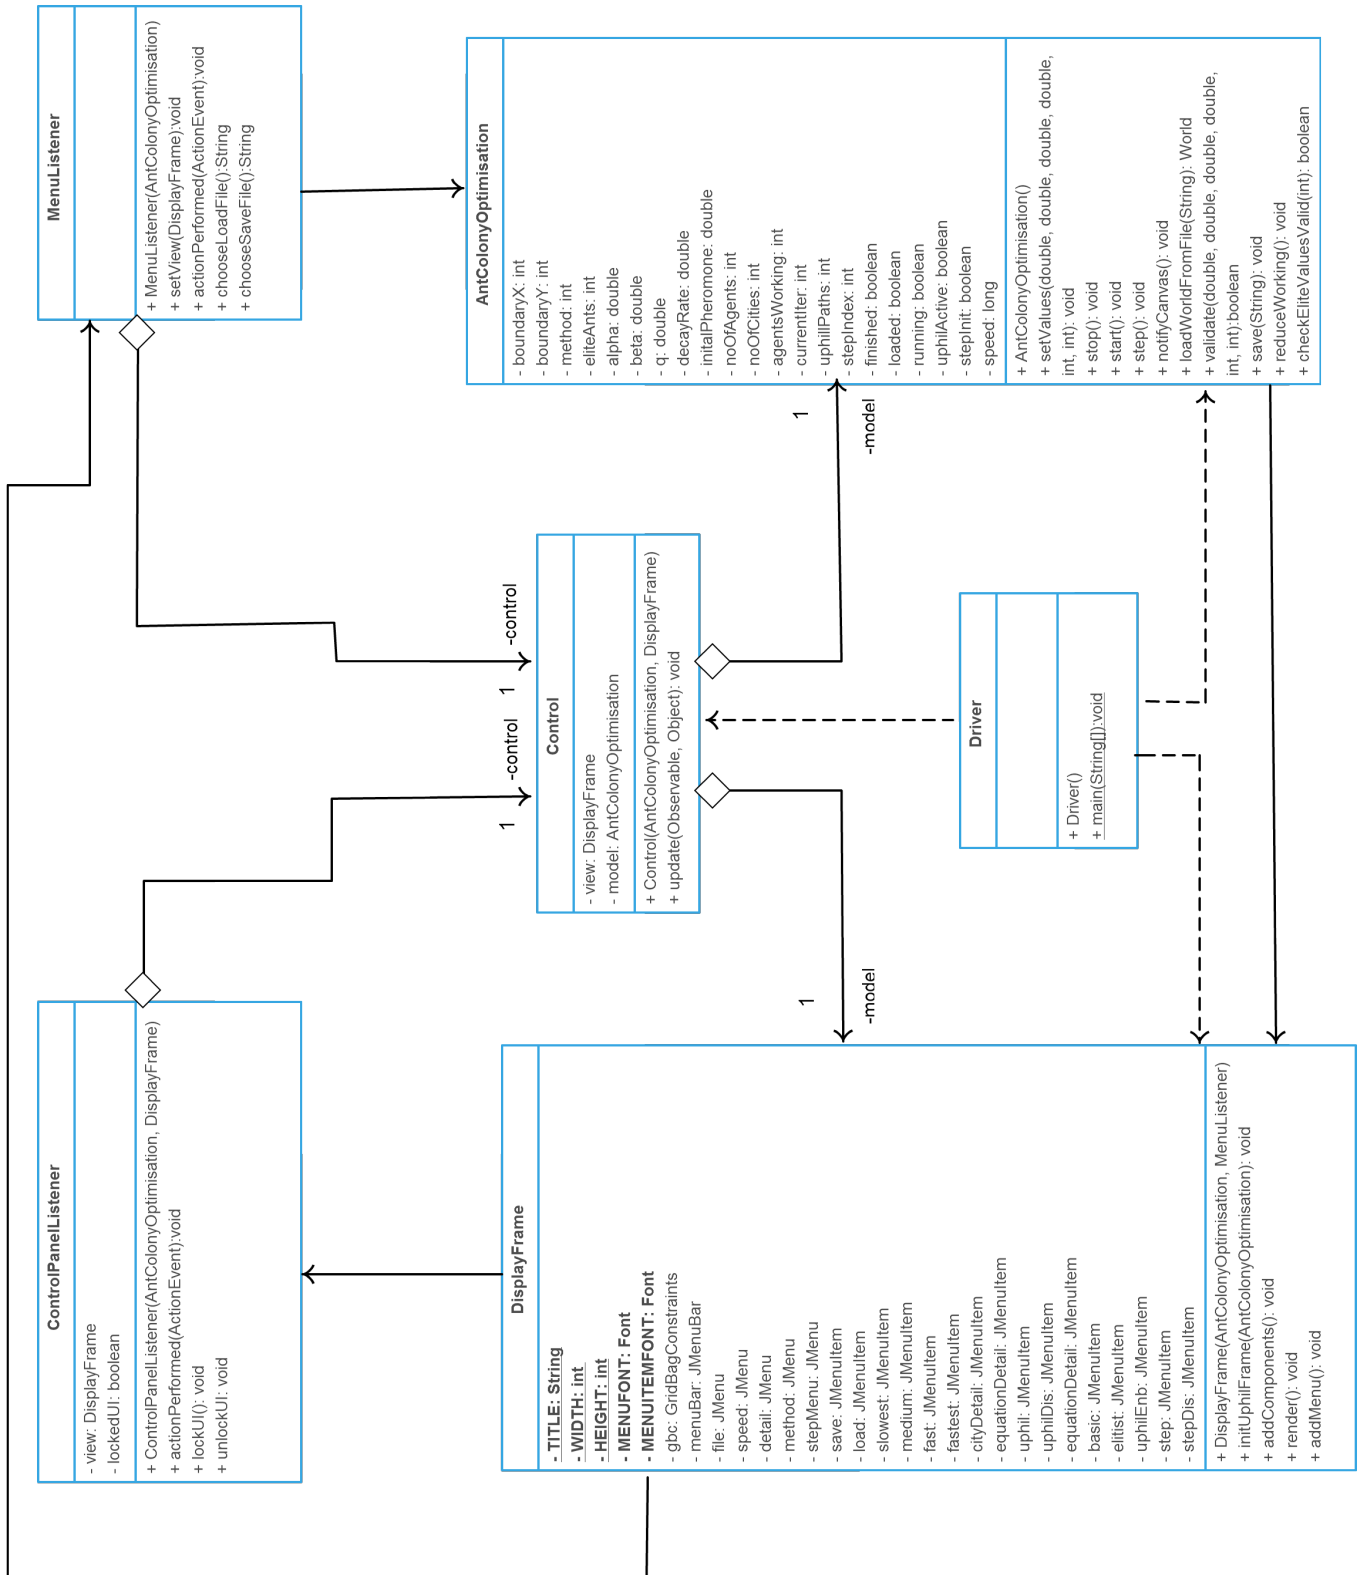 ControlPanelListener
- view: DisplayFrame
- lockedUI: boolean
+ ControlPanelListener(AntColonyOptimisation, DisplayFrame)
+ actionPerformed(ActionEvent):void
+ lockUI(): void
+ unlockUI: void
MenuListener
+ MenuListener(AntColonyOptimisation)
+ setView(DisplayFrame):void
+ actionPerformed(ActionEvent):void
+ chooseLoadFile():String
+ chooseSaveFile():String
1
-control
1
-control
Control
- view: DisplayFrame
- model: AntColonyOptimisation
+ Control(AntColonyOptimisation, DisplayFrame)
+ update(Observable, Object): void
1
-model
1
-model
DisplayFrame
- TITLE: String
- WIDTH: int
- HEIGHT: int
- MENUFONT: Font
- MENUITEMFONT: Font
- gbc: GridBagConstraints
- menuBar: JMenuBar
- file: JMenu
- speed: JMenu
- detail: JMenu
- method: JMenu
- stepMenu: JMenu
- save: JMenuItem
- load: JMenuItem
- slowest: JMenuItem
- medium: JMenuItem
- fast: JMenuItem
- fastest: JMenuItem
- cityDetail: JMenuItem
- equationDetail: JMenuItem
- uphil: JMenuItem
- uphilDis: JMenuItem
- equationDetail: JMenuItem
- basic: JMenuItem
- elitist: JMenuItem
- uphilEnb: JMenuItem
- step: JMenuItem
- stepDis: JMenuItem
+ DisplayFrame(AntColonyOptimisation, MenuListener)
+ initUphilFrame(AntColonyOptimisation): void
+ addComponents(): void
+ render(): void
+ addMenu(): void
AntColonyOptimisation
- boundaryX: int
- boundaryY: int
- method: int
- eliteAnts: int
- alpha: double
- beta: double
- q: double
- decayRate: double
- initalPheromone: double
- noOfAgents: int
- noOfCities: int
- agentsWorking: int
- currentIter: int
- uphillPaths: int
- stepIndex: int
- finished: boolean
- loaded: boolean
- running: boolean
- uphilActive: boolean
- stepInit: boolean
- speed: long
+ AntColonyOptimisation()
+ setValues(double, double, double, double,
int, int): void
+ stop(): void
+ start(): void
+ step(): void
+ notifyCanvas(): void
+ loadWorldFromFile(String): World
+ validate(double, double, double, double,
int, int):boolean
+ save(String): void
+ reduceWorking(): void
+ checkEliteValuesValid(int): boolean
Driver
+ Driver()
+ main(String[]):void